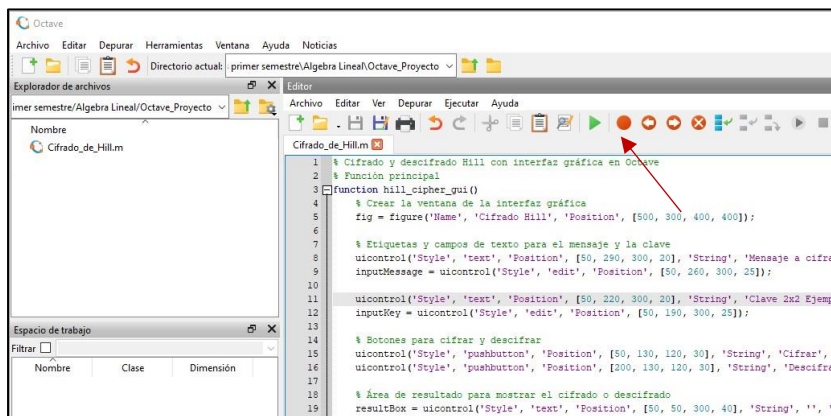 Octave
Archivo Editar Depurar Herramientas Ventana Ayuda Noticias
Directorio actual: primer semestre\Algebra Lineal\Octave_Proyecto
Explorador de archivos
imer semestre/Algebra Lineal/Octave_Proyecto
Nombre
Cifrado_de_Hill.m
Espacio de trabajo
Filtrar
Nombre Clase Dimensión
Editor
Archivo Editar Ver Depurar Ejecutar Ayuda
Cifrado_de_Hill.m
1 % Cifrado y descifrado Hill con interfaz gráfica en Octave
2 % Función principal
3 function hill_cipher_gui()
4 % Crear la ventana de la interfaz gráfica
5 fig = figure('Name', 'Cifrado Hill', 'Position', [500, 300, 400, 400]);
6
7 % Etiquetas y campos de texto para el mensaje y la clave
8 uicontrol('Style', 'text', 'Position', [50, 290, 300, 20], 'String', 'Mensaje a cifra
9 inputMessage = uicontrol('Style', 'edit', 'Position', [50, 260, 300, 25]);
10
11 uicontrol('Style', 'text', 'Position', [50, 220, 300, 20], 'String', 'Clave 2x2 Ejemp
12 inputKey = uicontrol('Style', 'edit', 'Position', [50, 190, 300, 25]);
13
14 % Botones para cifrar y descifrar
15 uicontrol('Style', 'pushbutton', 'Position', [50, 130, 120, 30], 'String', 'Cifrar',
16 uicontrol('Style', 'pushbutton', 'Position', [200, 130, 120, 30], 'String', 'Descifra
17
18 % Área de resultado para mostrar el cifrado o descifrado
19 resultBox = uicontrol('Style', 'text', 'Position', [50, 50, 300, 40], 'String', '', '